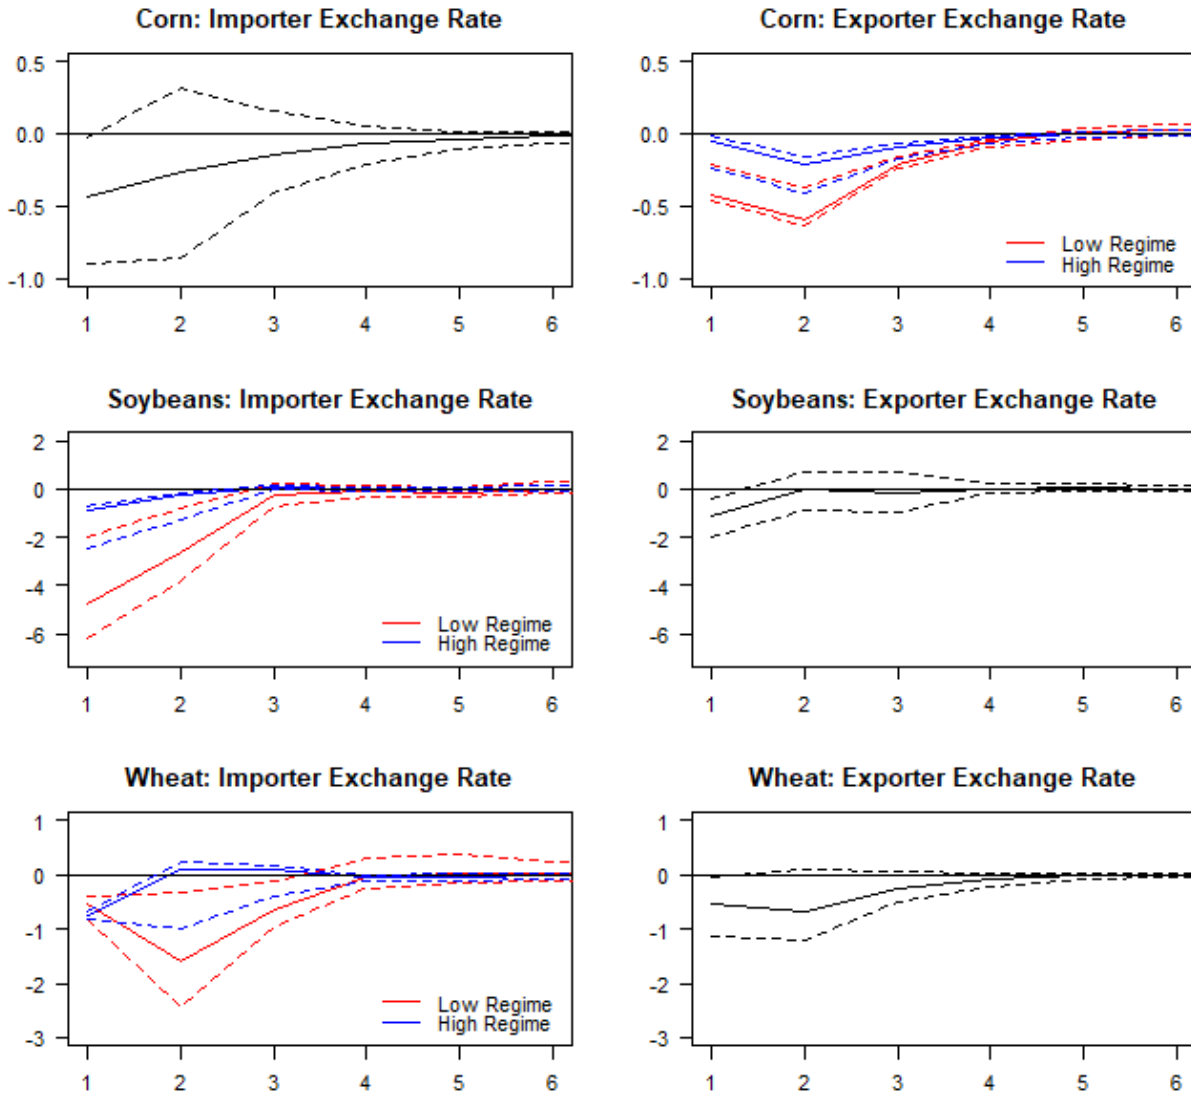 Corn: Importer Exchange Rate
0.5
0.0
-0.5
-1.0
1 2 3 4 5 6
Corn: Exporter Exchange Rate
0.5
0.0
-0.5
-1.0
Low Regime
High Regime
1 2 3 4 5 6
Soybeans: Importer Exchange Rate
2
0
-2
-4
-6
Low Regime
High Regime
1 2 3 4 5 6
Soybeans: Exporter Exchange Rate
2
0
-2
-4
-6
1 2 3 4 5 6
Wheat: Importer Exchange Rate
1
0
-1
-2
-3
Low Regime
High Regime
1 2 3 4 5 6
Wheat: Exporter Exchange Rate
1
0
-1
-2
-3
1 2 3 4 5 6